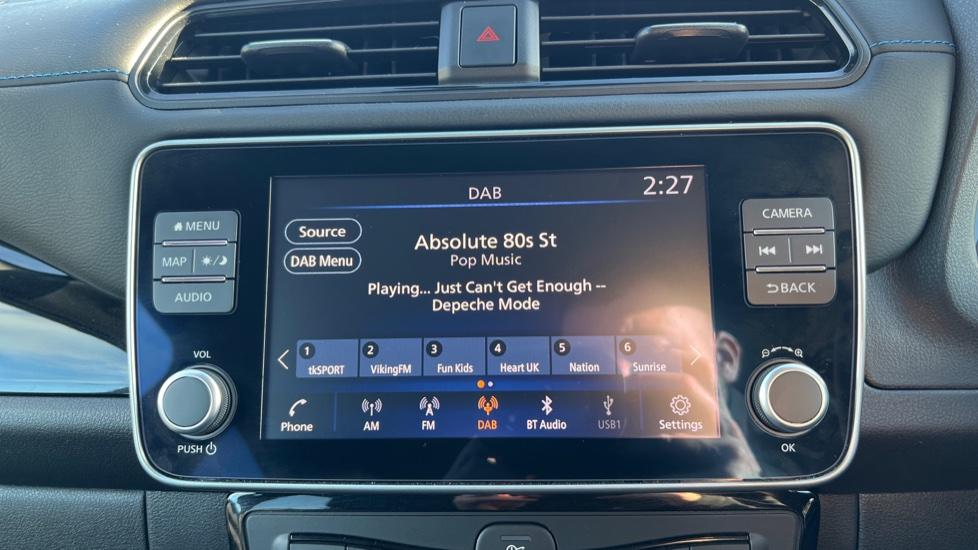 DAB
2:27
MENU
CAMERA
Source
Absolute 80s St
MAP
Pop Music
DAB Menu
Playing... Just Can't Get Enough --
Depeche Mode
AUDIO
BACK
VOL
1 2 3 4 5 6
tkSPORT VikingFM Fun Kids Heart UK Nation Sunrise
Phone AM FM DAB BT Audio USB1 Settings
PUSH
OK